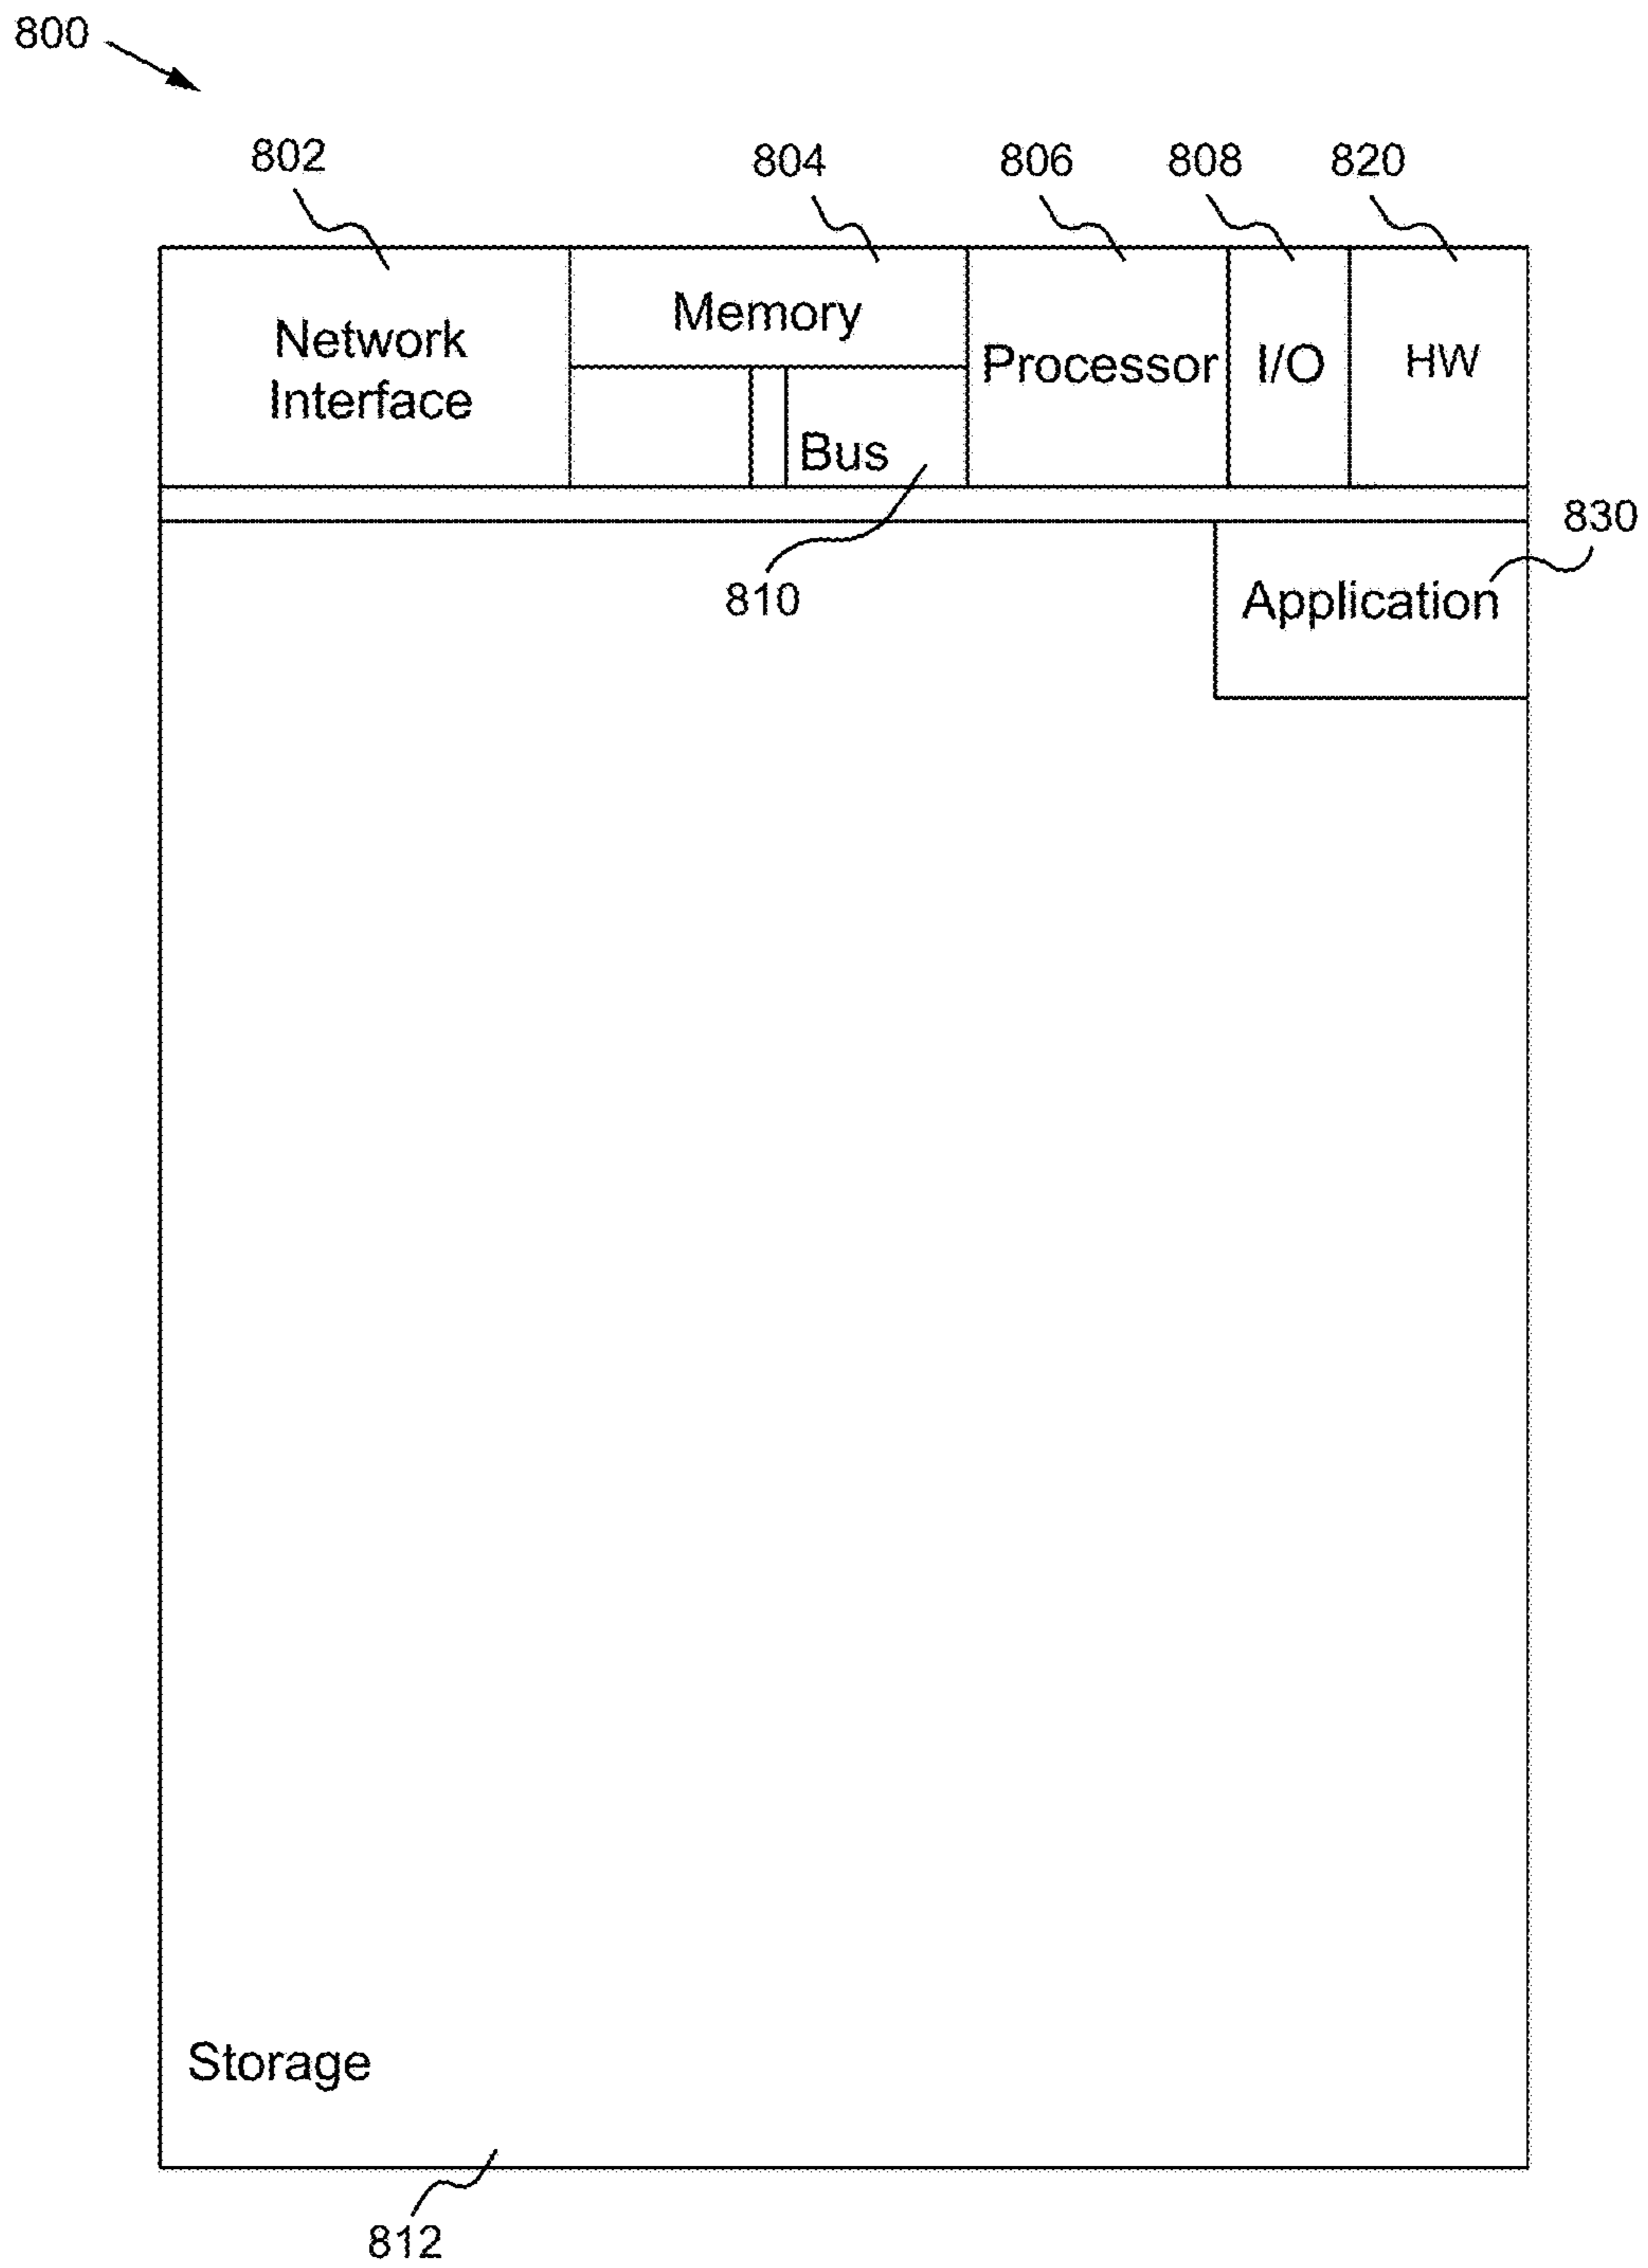 800
802
804
806
808
820
Network
Interface
Memory
Processor
I/O
HW
Bus
810
830
Application
Storage
812